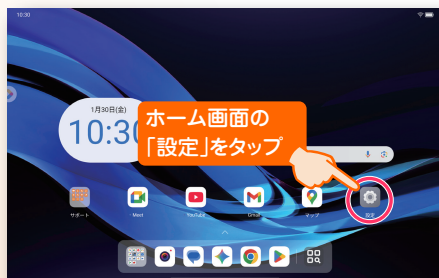 10:30
1月30日(金)
10:30
ホーム画面の
「設定」をタップ
サポート
Meet
YouTube
Gmail
マップ
設定